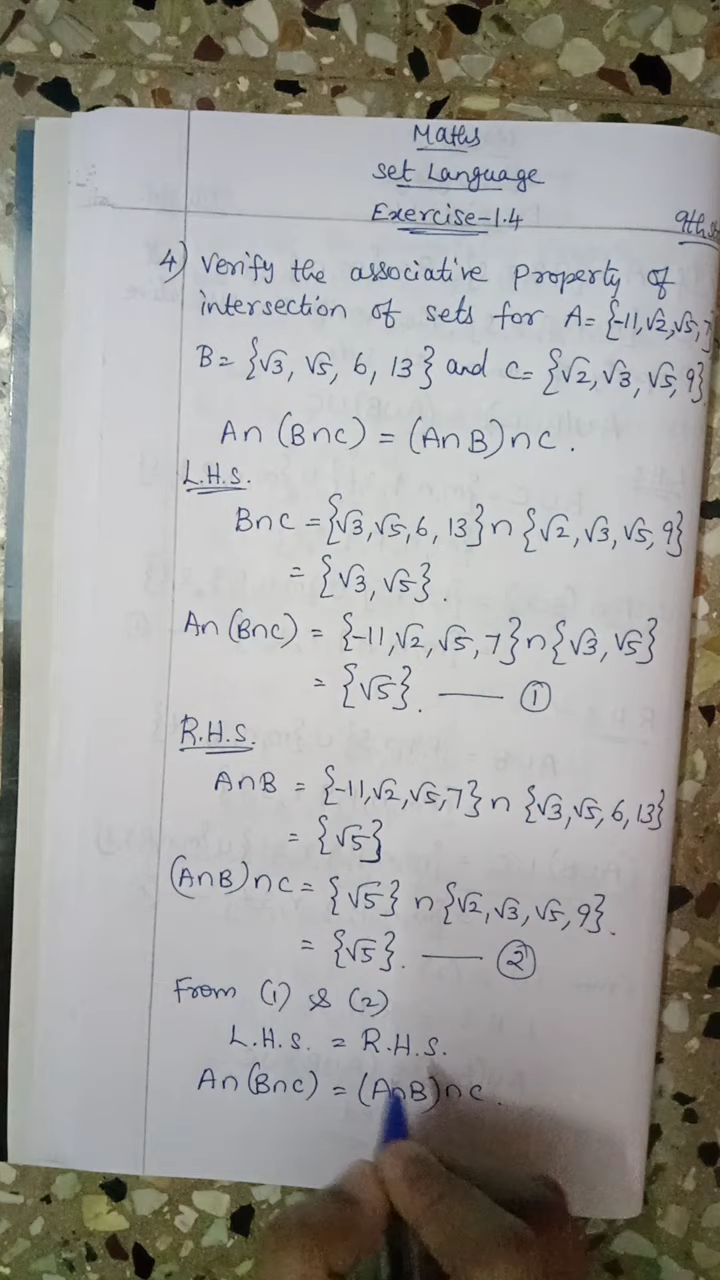 Maths
Set Language
Exercise-1.4
9th
4) Verify the associative property of
intersection of sets for A= {-11,√2,√5,7
B= {√3, √5, 6, 13} and C= {√2,√3,√5,9}.
A∩(B∩C) = (A∩B)∩C.
L.H.S.
B∩C = {√3,√5,6,13}∩{√2,√3,√5,9}
= {√3, √5}.
A∩(B∩C) = {-11,√2,√5,7}∩{√3,√5}
= {√5}. —— ①
R.H.S.
A∩B = {-11,√2,√5,7}∩{√3,√5,6,13}
= {√5}
(A∩B)∩C = {√5}∩{√2,√3,√5,9}.
= {√5}. —— ②
From (1) & (2)
L.H.S. = R.H.S.
A∩(B∩C) = (A∩B)∩C.